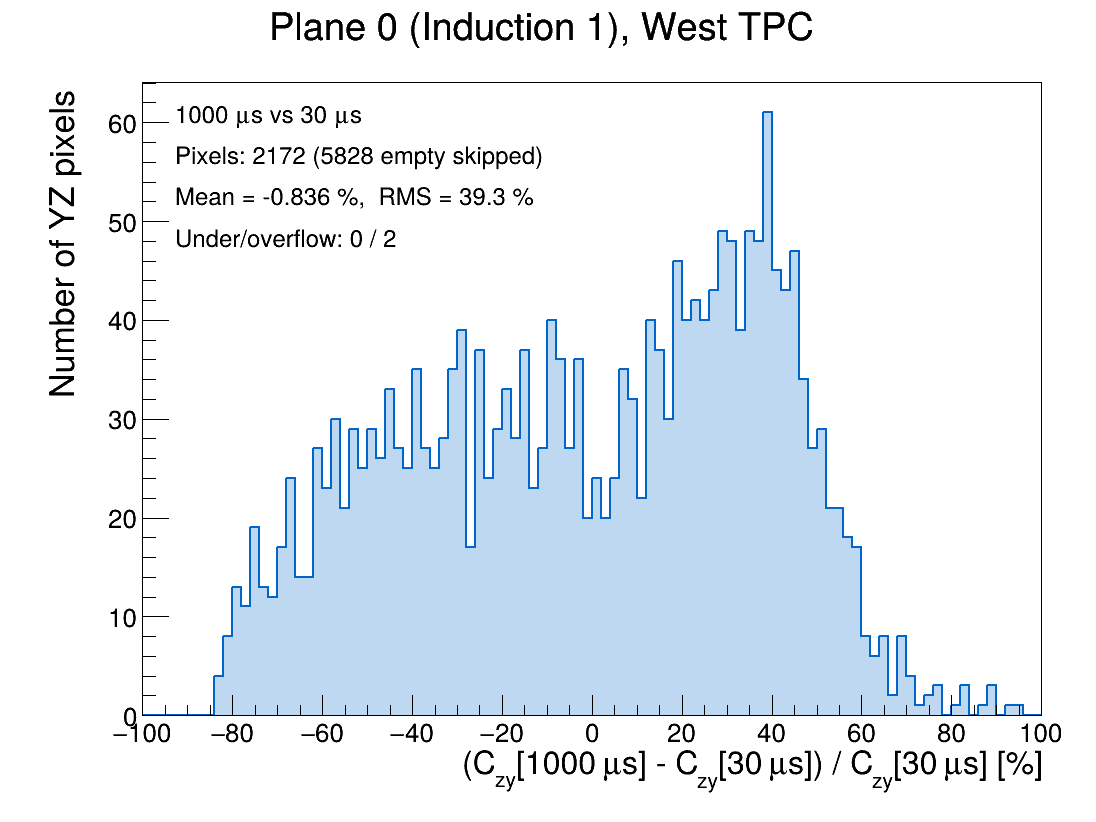 Plane 0 (Induction 1), West TPC
Number of YZ pixels
1000 μs vs 30 μs
Pixels: 2172 (5828 empty skipped)
Mean = -0.836 %,  RMS = 39.3 %
Under/overflow: 0 / 2
60
50
40
30
20
10
0
−100 −80 −60 −40 −20 0 20 40 60 80 100
(C_zy[1000 μs] - C_zy[30 μs]) / C_zy[30 μs] [%]